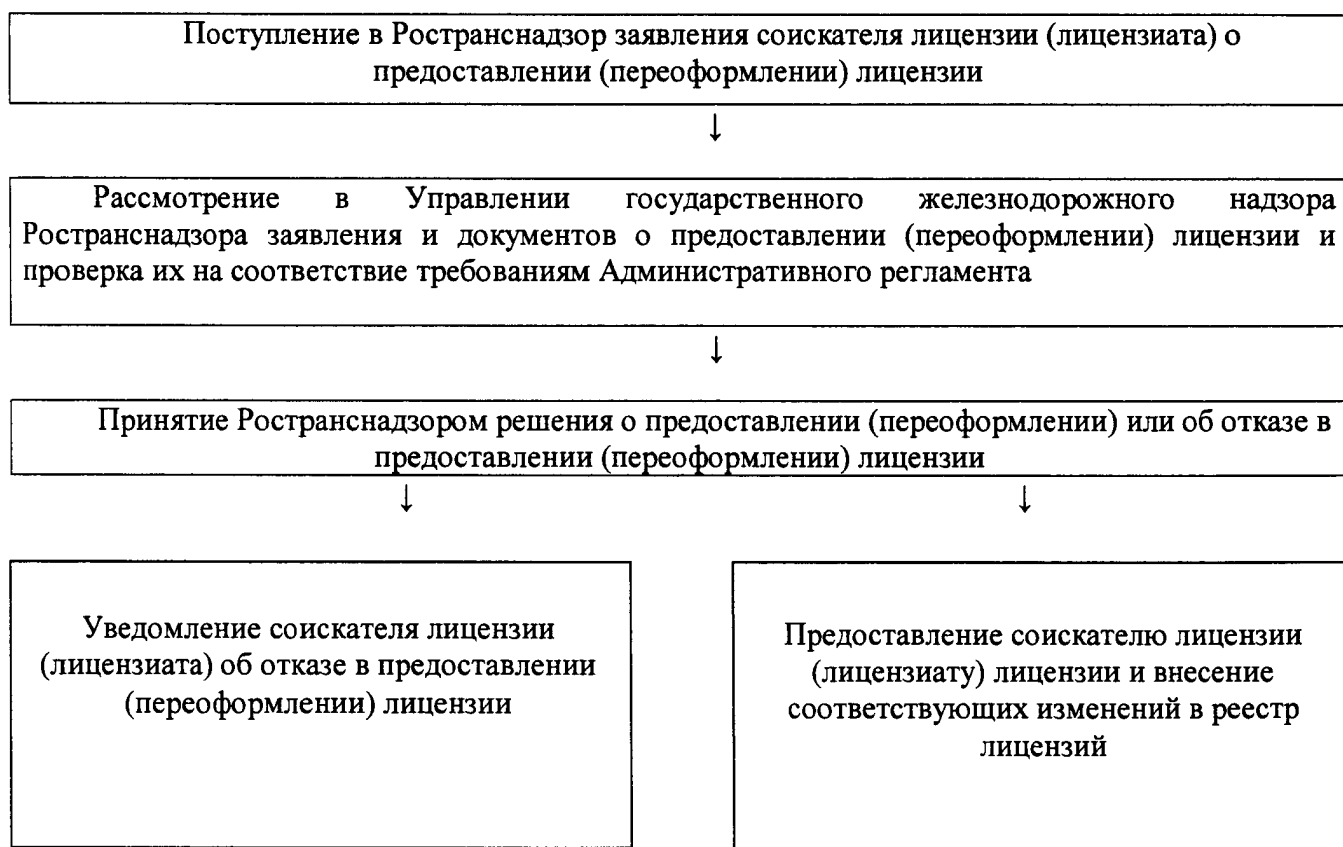 Поступление в Ространснадзор заявления соискателя лицензии (лицензиата) о
предоставлении (переоформлении) лицензии
↓
Рассмотрение в Управлении государственного железнодорожного надзора
Ространснадзора заявления и документов о предоставлении (переоформлении) лицензии и
проверка их на соответствие требованиям Административного регламента
↓
Принятие Ространснадзором решения о предоставлении (переоформлении) или об отказе в
предоставлении (переоформлении) лицензии
↓ ↓
Уведомление соискателя лицензии
(лицензиата) об отказе в предоставлении
(переоформлении) лицензии
Предоставление соискателю лицензии
(лицензиату) лицензии и внесение
соответствующих изменений в реестр
лицензий